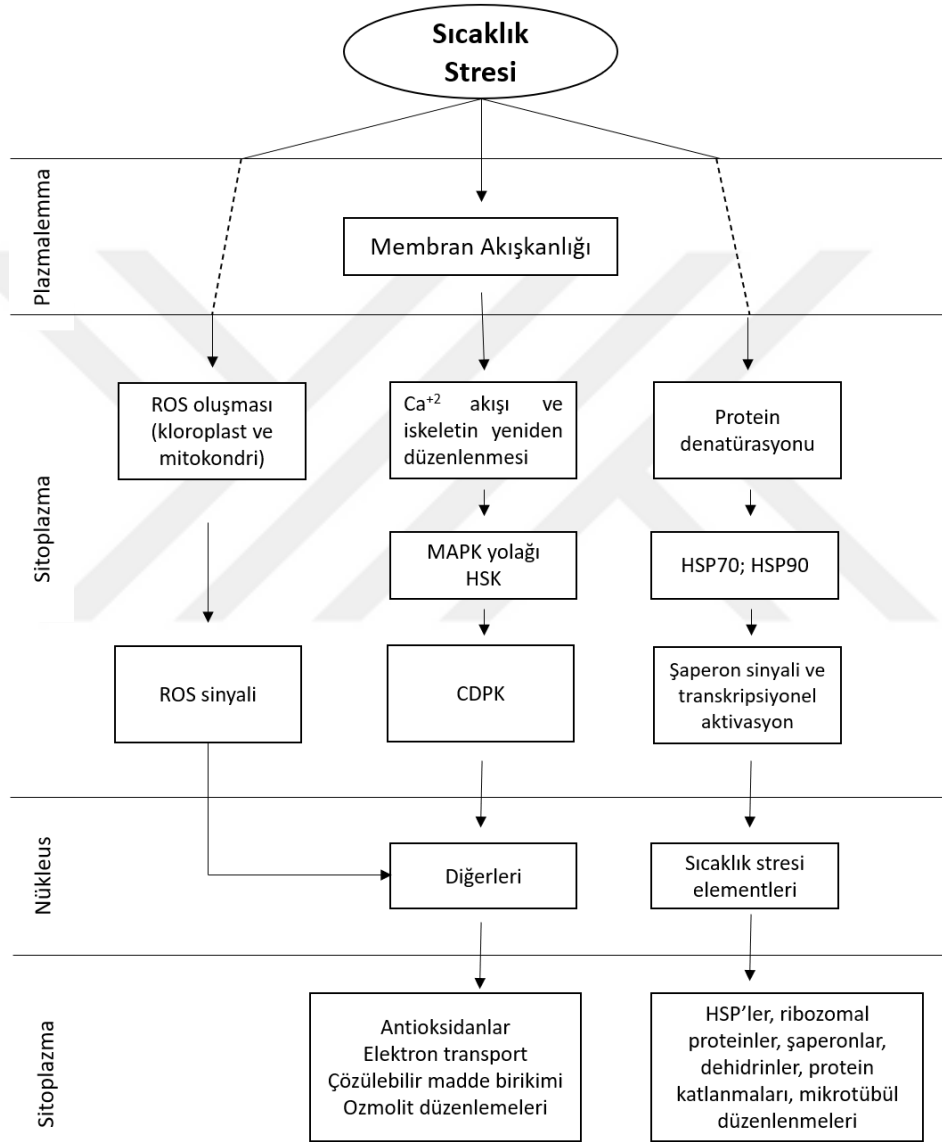 Sıcaklık
Stresi
Plazmalemma
Membran Akışkanlığı
Sitoplazma
ROS oluşması
(kloroplast ve
mitokondri)
Ca+2 akışı ve
iskeletin yeniden
düzenlenmesi
Protein
denatürasyonu
MAPK yolağı
HSK
HSP70; HSP90
ROS sinyali
CDPK
Şaperon sinyali ve
transkripsiyonel
aktivasyon
Nükleus
Diğerleri
Sıcaklık stresi
elementleri
Sitoplazma
Antioksidanlar
Elektron transport
Çözülebilir madde birikimi
Ozmolit düzenlemeleri
HSP’ler, ribozomal
proteinler, şaperonlar,
dehidrinler, protein
katlanmaları, mikrotübül
düzenlenmeleri